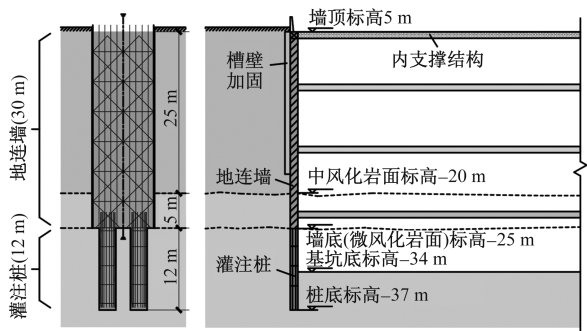 地连墙(30 m)
灌注桩(12 m)
25 m
5 m
12 m
墙顶标高5 m
槽壁
加固
内支撑结构
地连墙
中风化岩面标高–20 m
墙底(微风化岩面)标高–25 m
基坑底标高–34 m
灌注桩
桩底标高–37 m